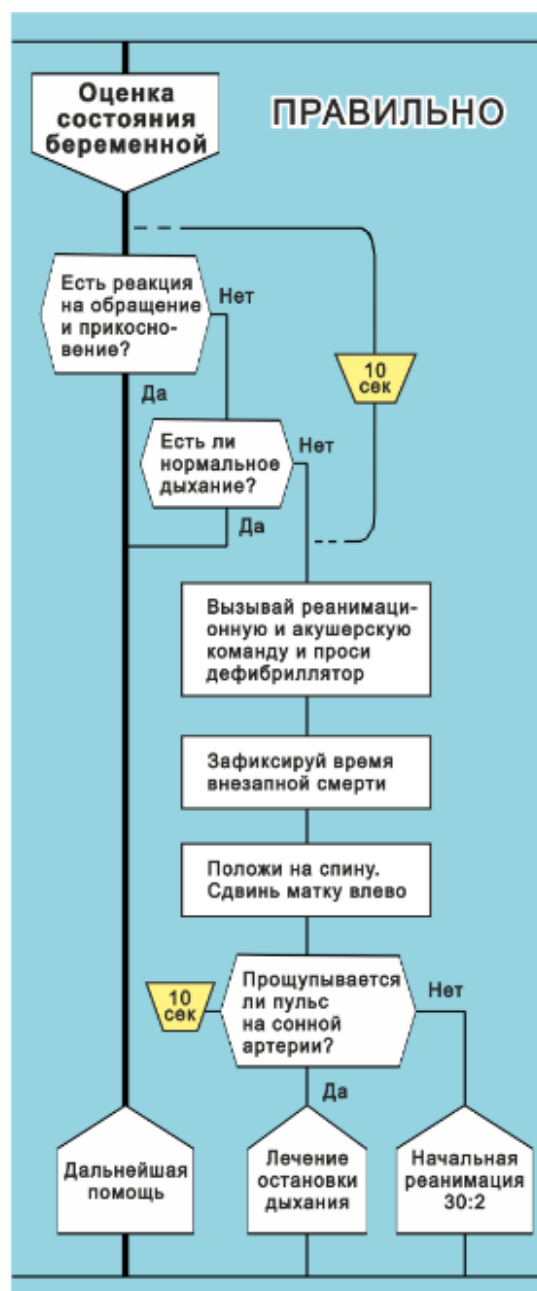 Оценка
состояния
беременной
ПРАВИЛЬНО
Есть реакция
на обращение
и прикосно-
вение?
Нет
Да
10
сек
Есть ли
нормальное
дыхание?
Нет
Да
Вызывай реанимаци-
онную и акушерскую
команду и проси
дефибриллятор
Зафиксируй время
внезапной смерти
Положи на спину.
Сдвинь матку влево
10
сек
Прощупывается
ли пульс
на сонной
артерии?
Нет
Да
Дальнейшая
помощь
Лечение
остановки
дыхания
Начальная
реанимация
30:2